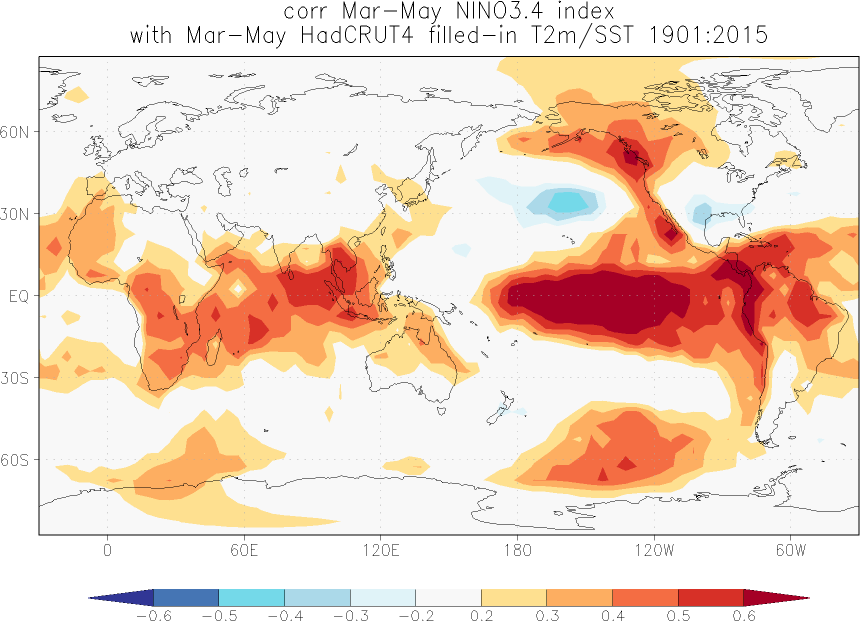 corr Mar-May NINO3.4 index
with Mar-May HadCRUT4 filled-in T2m/SST 1901:2015
60N
30N
EQ
30S
60S
0 60E 120E 180 120W 60W
-0.6 -0.5 -0.4 -0.3 -0.2 0.2 0.3 0.4 0.5 0.6